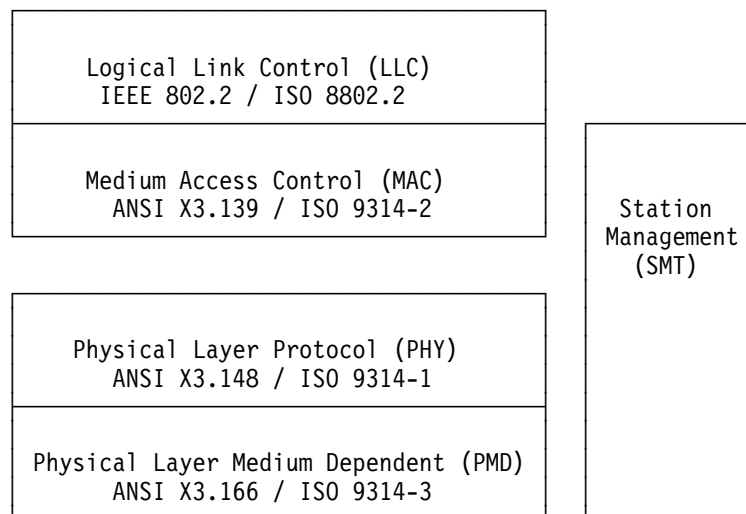 Logical Link Control (LLC)
IEEE 802.2 / ISO 8802.2
Medium Access Control (MAC)
ANSI X3.139 / ISO 9314-2
Station
Management
(SMT)
Physical Layer Protocol (PHY)
ANSI X3.148 / ISO 9314-1
Physical Layer Medium Dependent (PMD)
ANSI X3.166 / ISO 9314-3